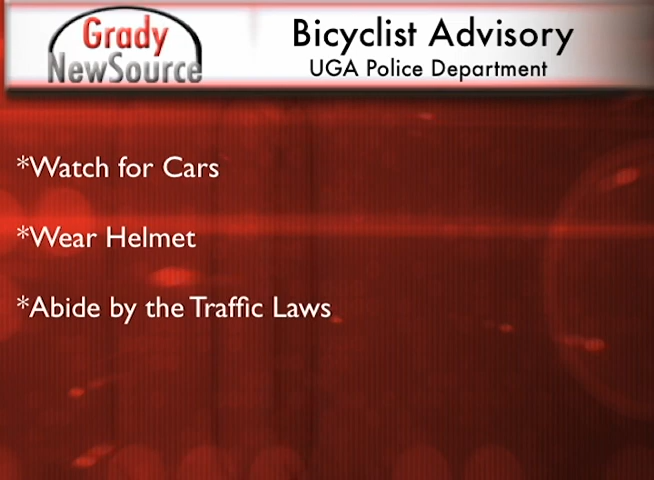 Grady
NewSource
Bicyclist Advisory
UGA Police Department
*Watch for Cars
*Wear Helmet
*Abide by the Traffic Laws